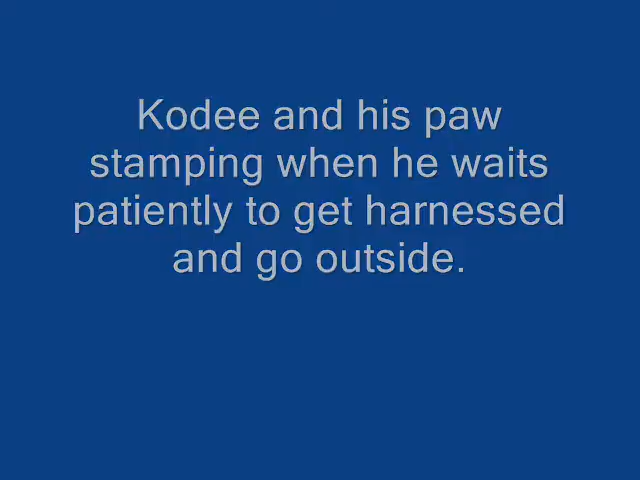 Kodee and his paw
stamping when he waits
patiently to get harnessed
and go outside.